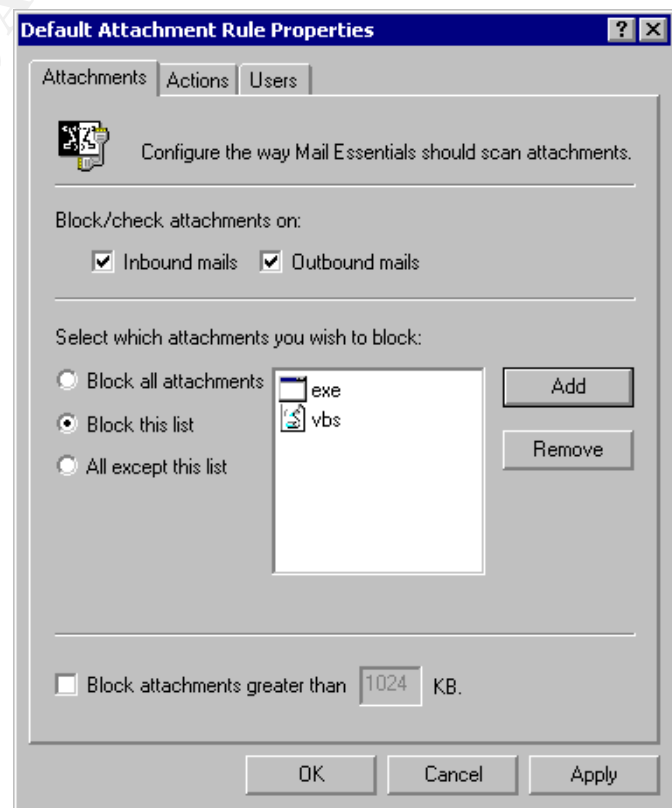 Default Attachment Rule Properties
Attachments Actions Users
Configure the way Mail Essentials should scan attachments.
Block/check attachments on:
Inbound mails Outbound mails
Select which attachments you wish to block:
Block all attachments
Block this list
All except this list
exe
vbs
Add
Remove
Block attachments greater than 1024 KB.
OK Cancel Apply